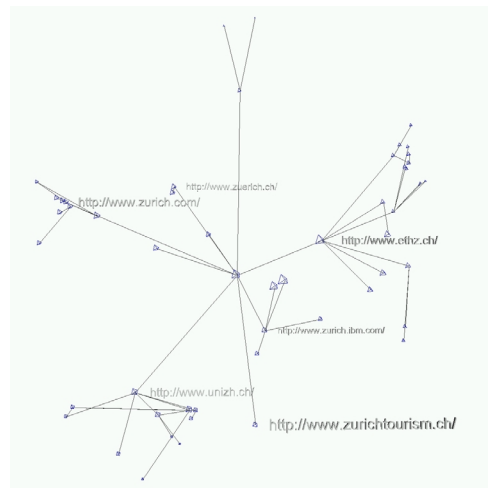 http://www.zuerich.ch/
http://www.zurich.com/
http://www.ethz.ch/
http://www.zurich.ibm.com/
http://www.unizh.ch/
http://www.zurichtourism.ch/